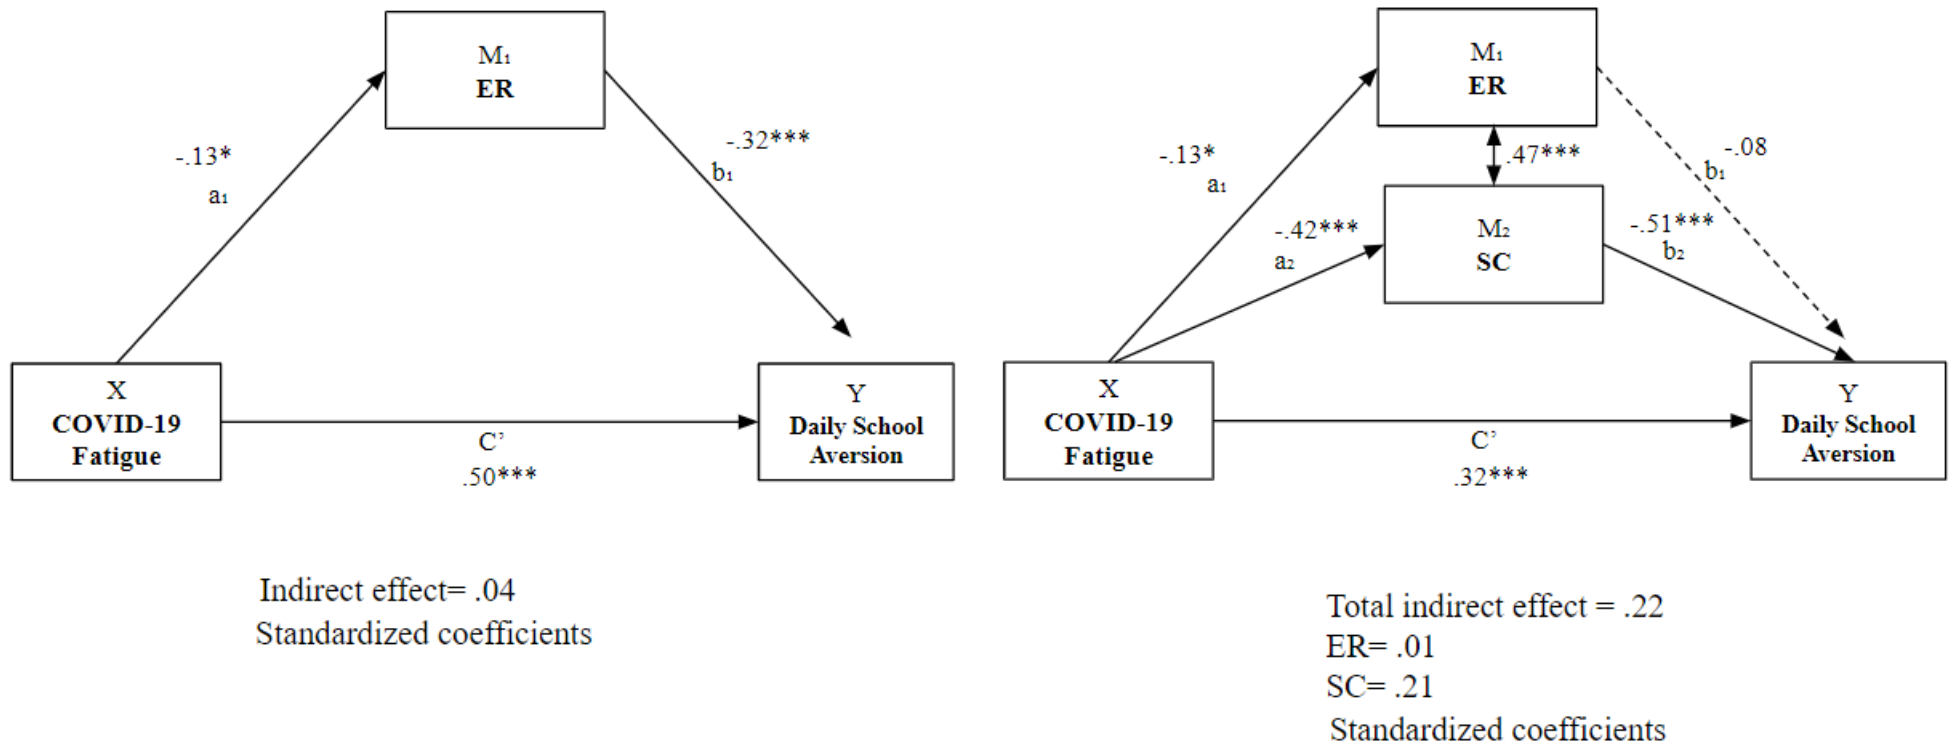 M₁
ER
-.13*
a₁
-.32***
b₁
X
COVID-19
Fatigue
C’
.50***
Y
Daily School
Aversion
Indirect effect= .04
Standardized coefficients
M₁
ER
-.13*
a₁
.47***
-.08
b₁
M₂
SC
-.42***
a₂
-.51***
b₂
X
COVID-19
Fatigue
C’
.32***
Y
Daily School
Aversion
Total indirect effect = .22
ER= .01
SC= .21
Standardized coefficients